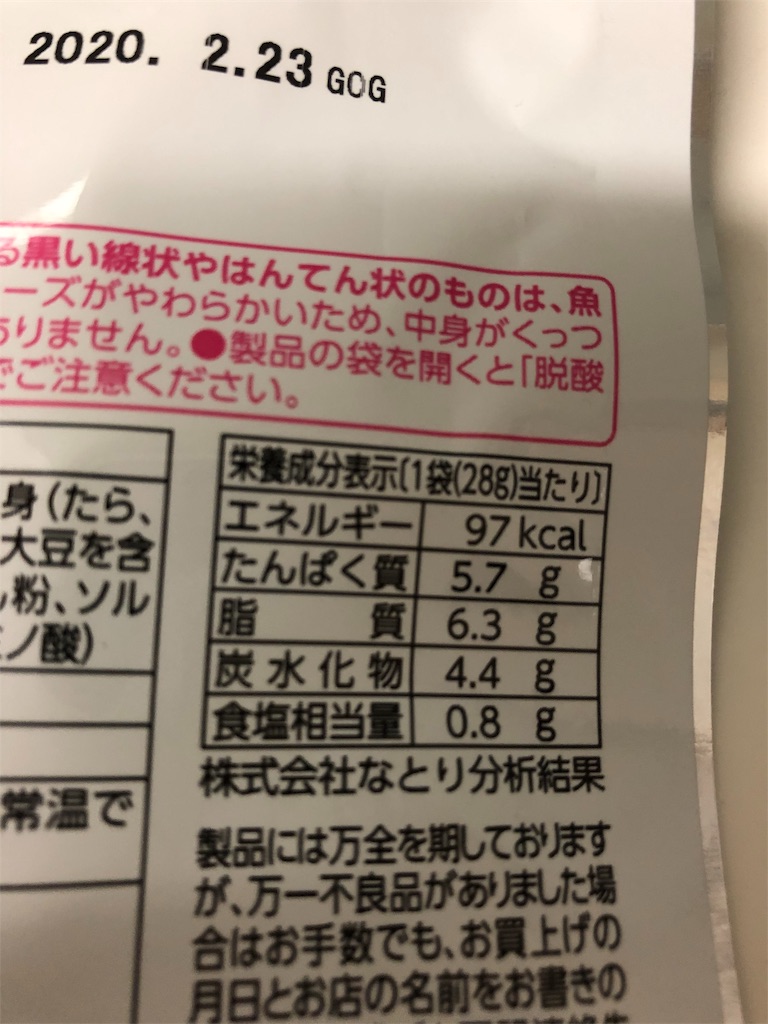 2020. 2.23 GOG
る黒い線状やはんてん状のものは、魚
ーズがやわらかいため、中身がくっつ
ありません。●製品の袋を開くと「脱酸
でご注意ください。
身(たら、
大豆を含
粉、ソル
ノ酸)
常温で
栄養成分表示〔1袋(28g)当たり〕
エネルギー 97kcal
たんぱく質 5.7 g
脂質 6.3 g
炭水化物 4.4 g
食塩相当量 0.8 g
株式会社なとり分析結果
製品には万全を期しております
が、万一不良品がありました場
合はお手数でも、お買上げの
月日とお店の名前をお書きの